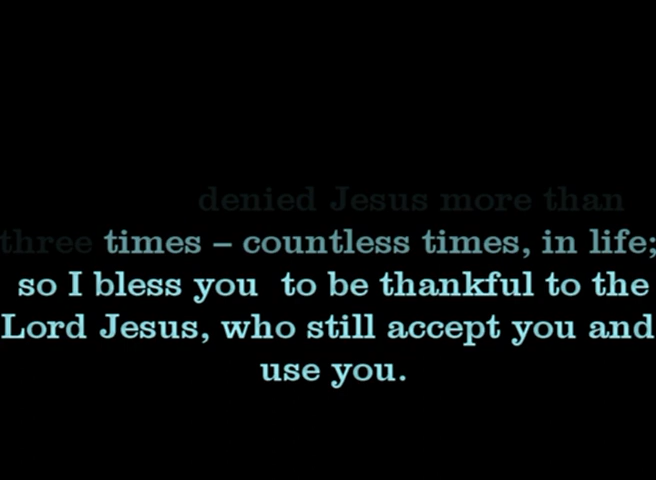 denied Jesus more than
three times – countless times, in life;
so I bless you  to be thankful to the
Lord Jesus, who still accept you and
use you.